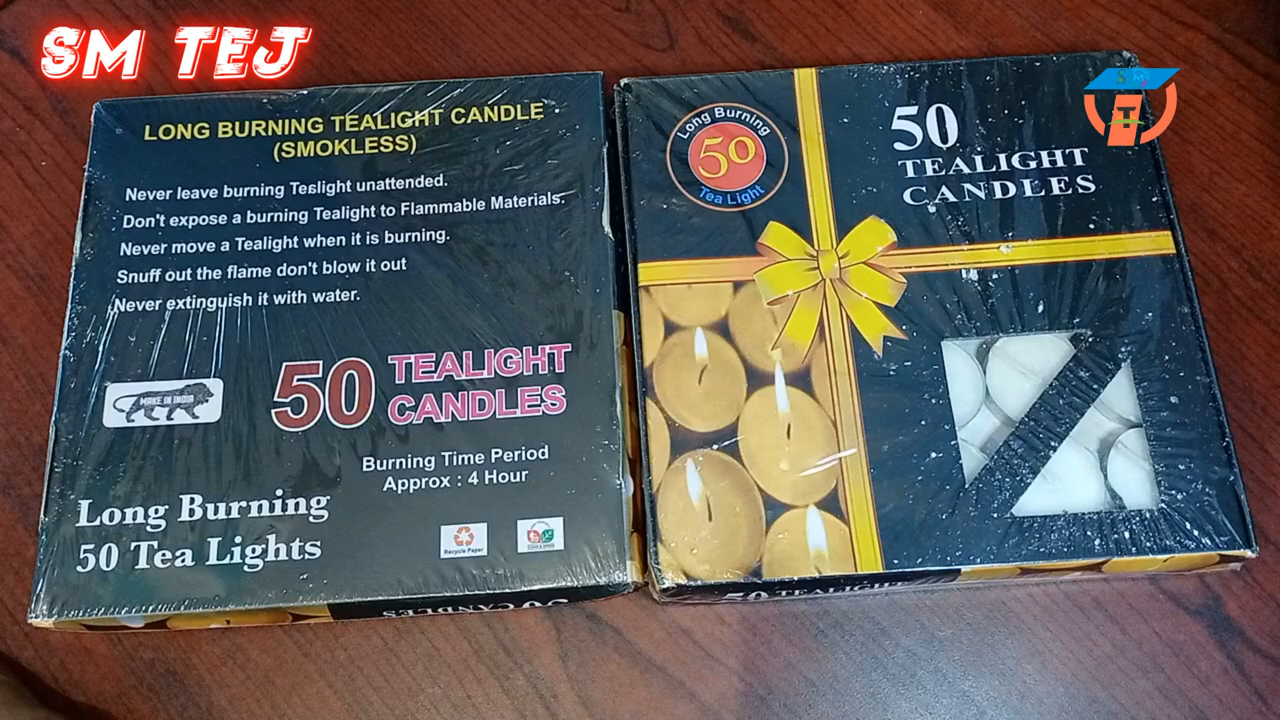 SM TEJ
LONG BURNING TEALIGHT CANDLE
(SMOKLESS)
Never leave burning Teslight unattended.
Don't expose a burning Tealight to Flammable Materials.
Never move a Tealight when it is burning.
Snuff out the flame don't blow it out
Never extinguish it with water.
MAKE IN INDIA
50 TEALIGHT
CANDLES
Burning Time Period
Approx : 4 Hour
Long Burning
50 Tea Lights
Recycle Paper
50 CANDLES
Long Burning
50
Tea Light
50
TEALIGHT
CANDLES
S M
50 TEALIGHT